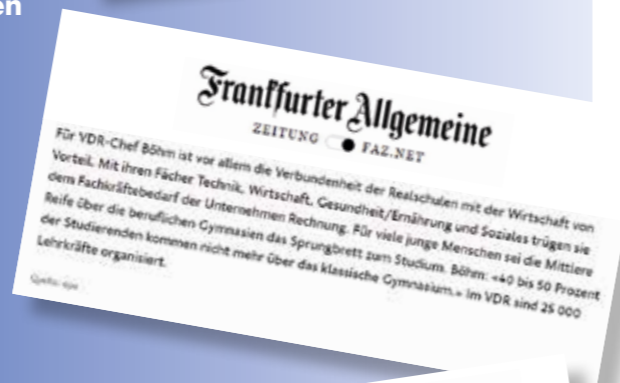 en
Frankfurter Allgemeine
ZEITUNG FAZ.NET
Für VDR-Chef Böhm ist vor allem die Verbundenheit der Realschulen mit der Wirtschaft von
Vorteil. Mit ihren Fächer Technik, Wirtschaft, Gesundheit/Ernährung und Soziales trügen sie
dem Fachkräftebedarf der Unternehmen Rechnung. Für viele junge Menschen sei die Mittlere
Reife über die beruflichen Gymnasien das Sprungbrett zum Studium. Böhm: «40 bis 50 Prozent
der Studierenden kommen nicht mehr über das klassische Gymnasium.» Im VDR sind 25 000
Lehrkräfte organisiert.
Quelle: dpa